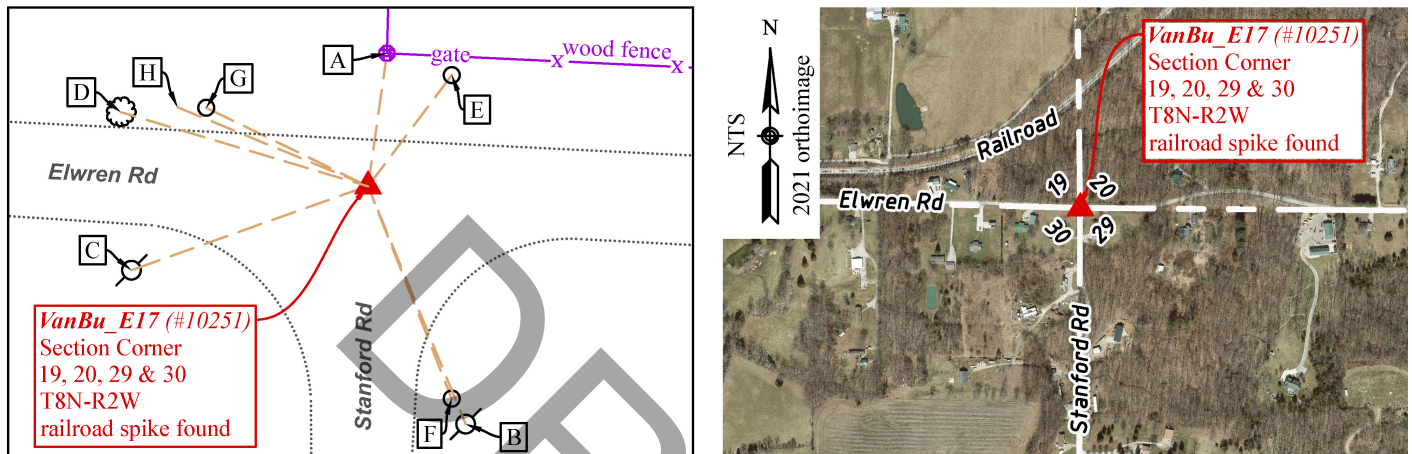 A
gate
x
wood fence
x
H
G
D
E
Elwren Rd
C
VanBu_E17 (#10251)
Section Corner
19, 20, 29 & 30
T8N-R2W
railroad spike found
Stanford Rd
F
B
D
R
N
NTS
2021 orthoimage
VanBu_E17 (#10251)
Section Corner
19, 20, 29 & 30
T8N-R2W
railroad spike found
Railroad
Elwren Rd
19
20
30
29
Stanford Rd